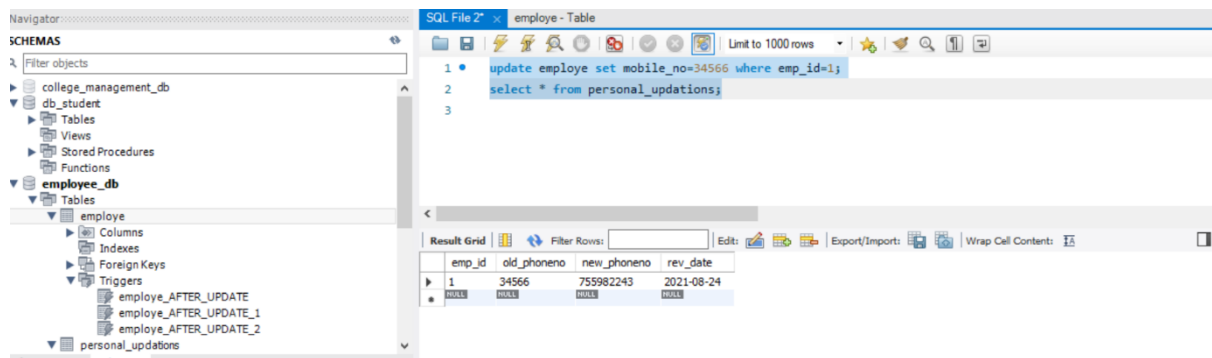 Navigator
SCHEMAS
Filter objects
college_management_db
db_student
Tables
Views
Stored Procedures
Functions
employee_db
Tables
employe
Columns
Indexes
Foreign Keys
Triggers
employe_AFTER_UPDATE
employe_AFTER_UPDATE_1
employe_AFTER_UPDATE_2
personal_updations
SQL File 2* × employe - Table
Limit to 1000 rows
1 update employe set mobile_no=34566 where emp_id=1;
2 select * from personal_updations;
3
Result Grid Filter Rows: Edit: Export/Import: Wrap Cell Content:
emp_id old_phoneno new_phoneno rev_date
1 34566 755982243 2021-08-24
NULL NULL NULL NULL